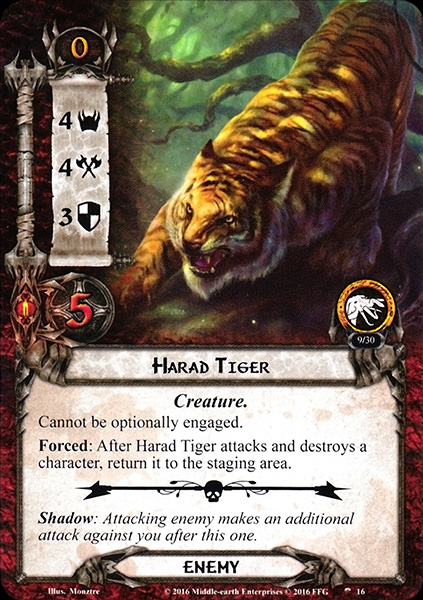 0
4
4
3
5
9/30
HARAD TIGER
Creature.
Cannot be optionally engaged.
Forced: After Harad Tiger attacks and destroys a
character, return it to the staging area.
Shadow: Attacking enemy makes an additional
attack against you after this one.
ENEMY
Illus. Monztre © 2016 Middle-earth Enterprises © 2016 FFG 16